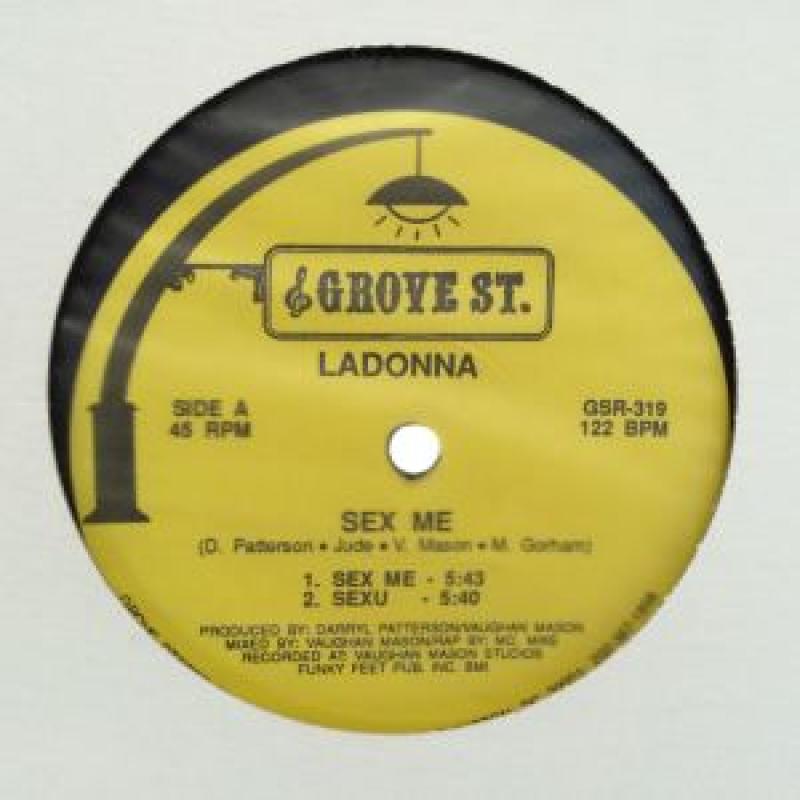 GROVE ST.
LADONNA
SIDE A
45 RPM
GSR-319
122 BPM
SEX ME
(D. Patterson • Jude • V. Mason • M. Gorham)
1. SEX ME - 5:43
2. SEXU - 5:40
PRODUCED BY: DARRYL PATTERSON/VAUGHAN MASON
MIXED BY: VAUGHAN MASON/RAP BY: MC. MIKE
RECORDED AT: VAUGHAN MASON STUDIOS
FUNKY FEET PUB. INC. BMI